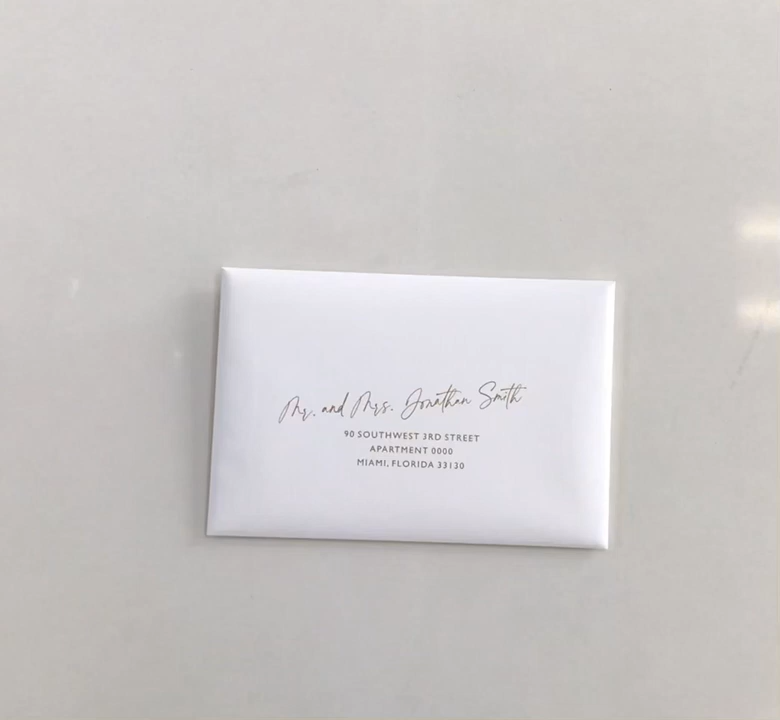 Mr. and Mrs. Jonathan Smith
90 SOUTHWEST 3RD STREET
APARTMENT 0000
MIAMI, FLORIDA 33130